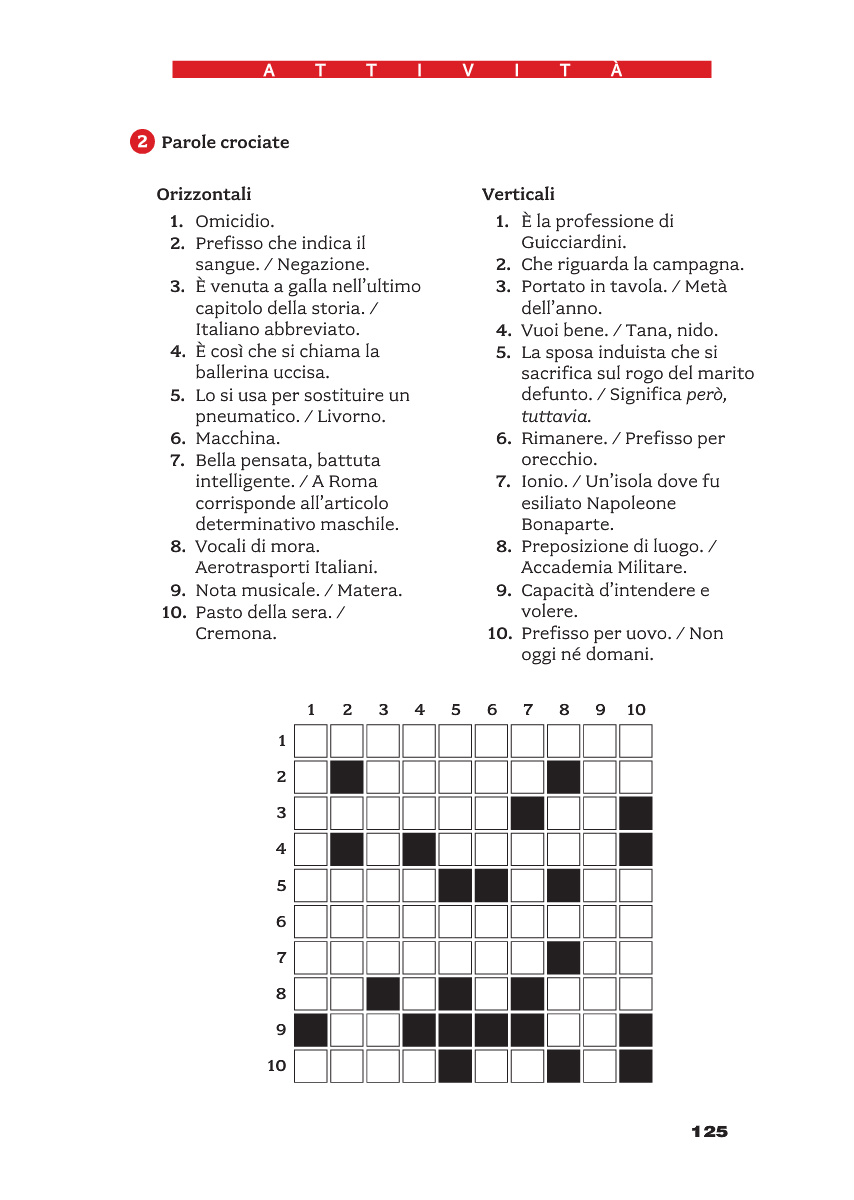 ATTIVITÀ
2 Parole crociate
Orizzontali
1. Omicidio.
2. Prefisso che indica il
sangue. / Negazione.
3. È venuta a galla nell'ultimo
capitolo della storia. /
Italiano abbreviato.
4. È così che si chiama la
ballerina uccisa.
5. Lo si usa per sostituire un
pneumatico. / Livorno.
6. Macchina.
7. Bella pensata, battuta
intelligente. / A Roma
corrisponde all'articolo
determinativo maschile.
8. Vocali di mora.
Aerotrasporti Italiani.
9. Nota musicale. / Matera.
10. Pasto della sera. /
Cremona.
Verticali
1. È la professione di
Guicciardini.
2. Che riguarda la campagna.
3. Portato in tavola. / Metà
dell'anno.
4. Vuoi bene. / Tana, nido.
5. La sposa induista che si
sacrifica sul rogo del marito
defunto. / Significa però,
tuttavia.
6. Rimanere. / Prefisso per
orecchio.
7. Ionio. / Un'isola dove fu
esiliato Napoleone
Bonaparte.
8. Preposizione di luogo. /
Accademia Militare.
9. Capacità d'intendere e
volere.
10. Prefisso per uovo. / Non
oggi né domani.
1 2 3 4 5 6 7 8 9 10
1
2
3
4
5
6
7
8
9
10
125